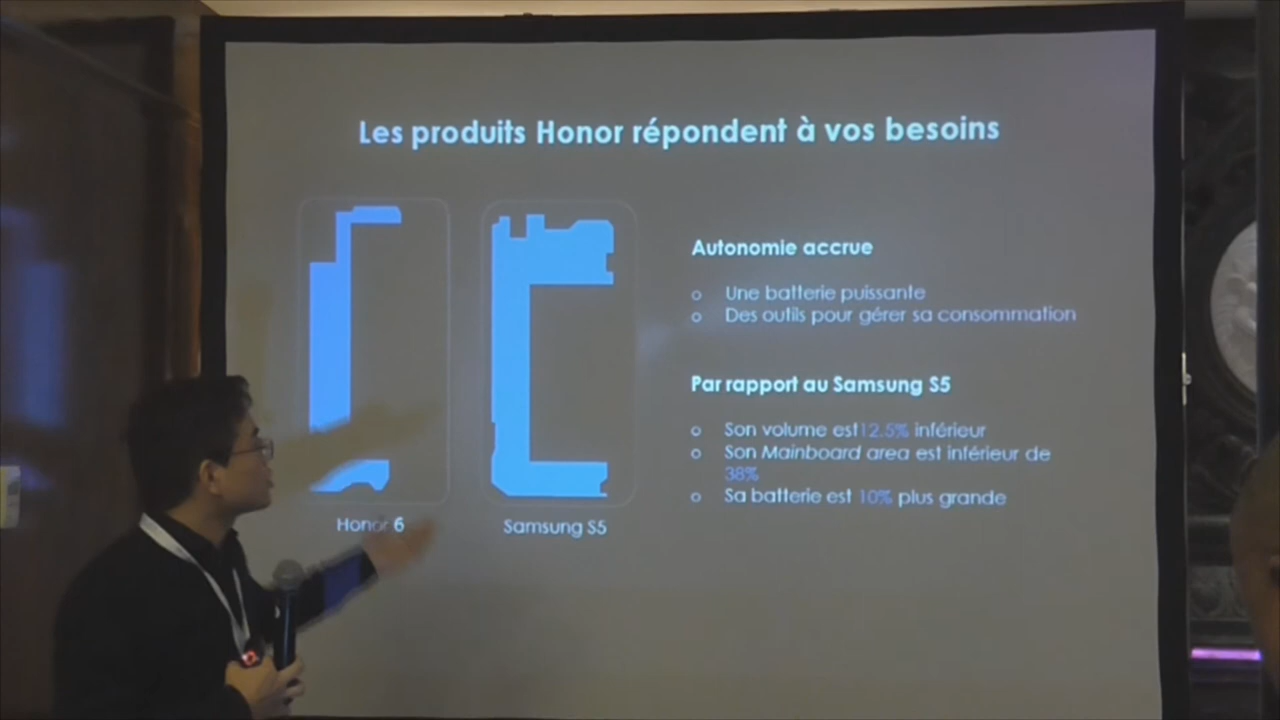 Les produits Honor répondent à vos besoins
Autonomie accrue
Une batterie puissante
Des outils pour gérer sa consommation
Par rapport au Samsung S5
Son volume est12.5% inférieur
Son Mainboard area est inférieur de
38%
Sa batterie est 10% plus grande
Honor 6
Samsung S5